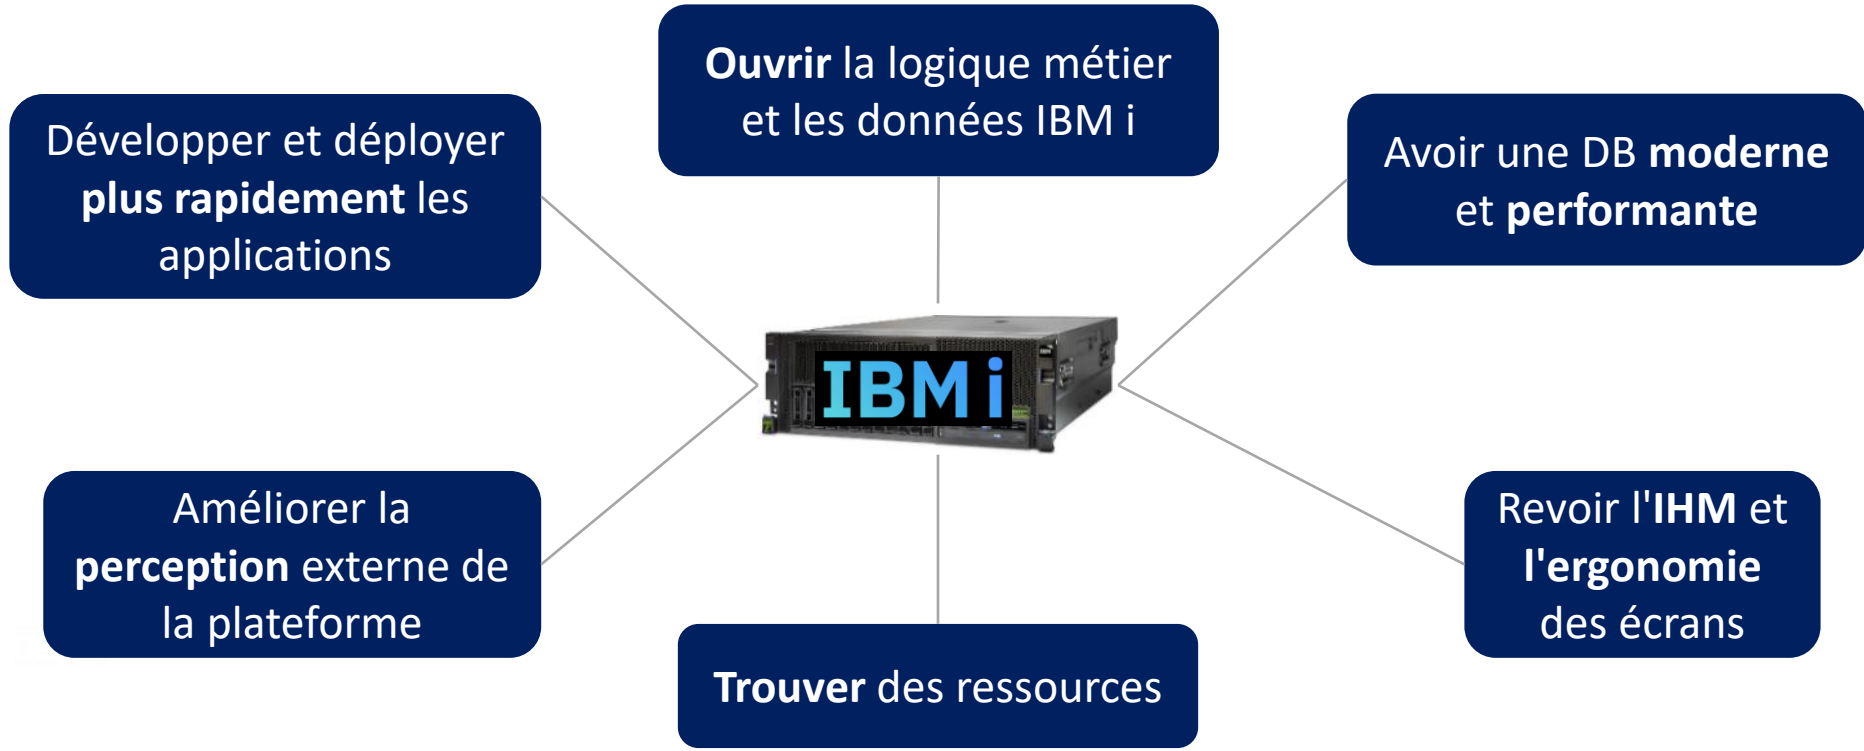 Ouvrir la logique métier
et les données IBM i
Développer et déployer
plus rapidement les
applications
Avoir une DB moderne
et performante
IBM i
Améliorer la
perception externe de
la plateforme
Revoir l'IHM et
l'ergonomie
des écrans
Trouver des ressources